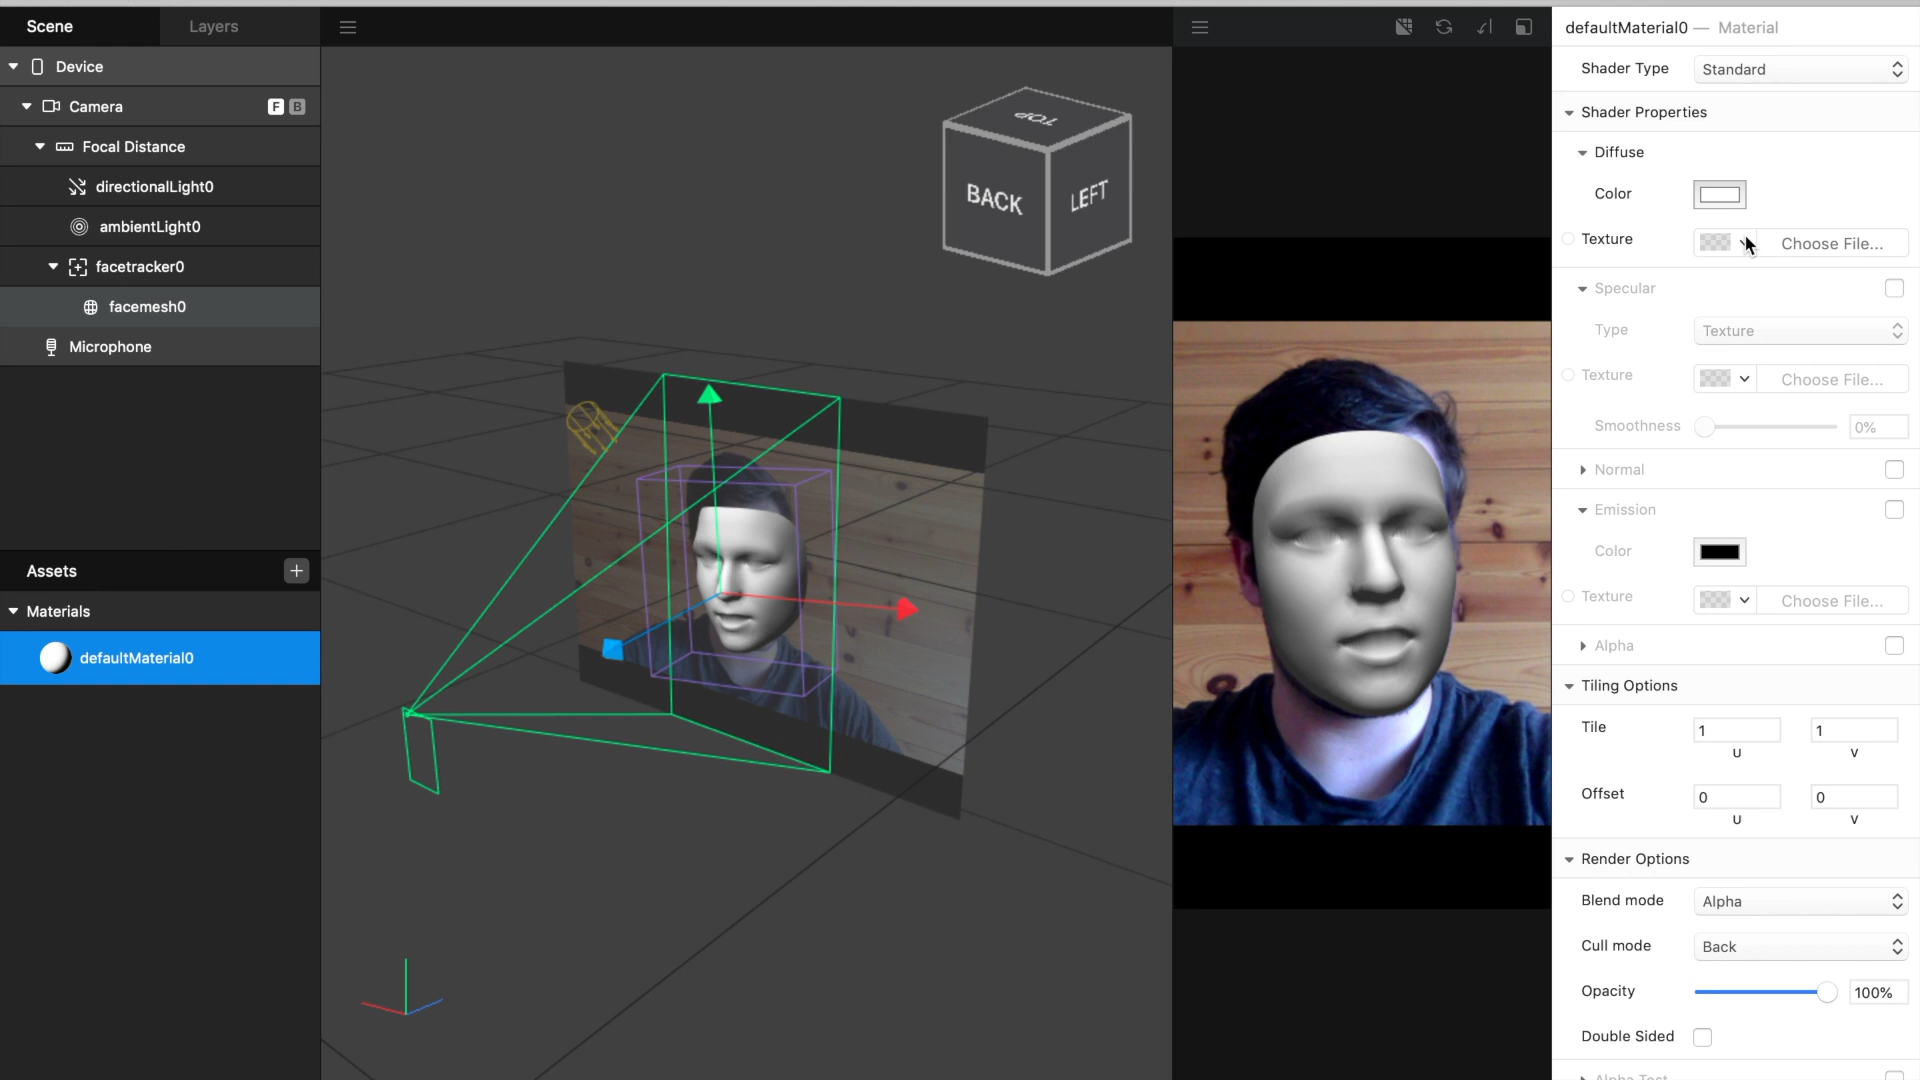 Scene
Layers
Device
Camera
F
B
Focal Distance
directionalLight0
ambientLight0
facetracker0
facemesh0
Microphone
Assets
Materials
defaultMaterial0
TOP
BACK
LEFT
defaultMaterial0 — Material
Shader Type
Standard
Shader Properties
Diffuse
Color
Texture
Choose File...
Specular
Type
Texture
Texture
Choose File...
Smoothness
0%
Normal
Emission
Color
Texture
Choose File...
Alpha
Tiling Options
Tile
1
1
U
V
Offset
0
0
U
V
Render Options
Blend mode
Alpha
Cull mode
Back
Opacity
100%
Double Sided
Alpha Test